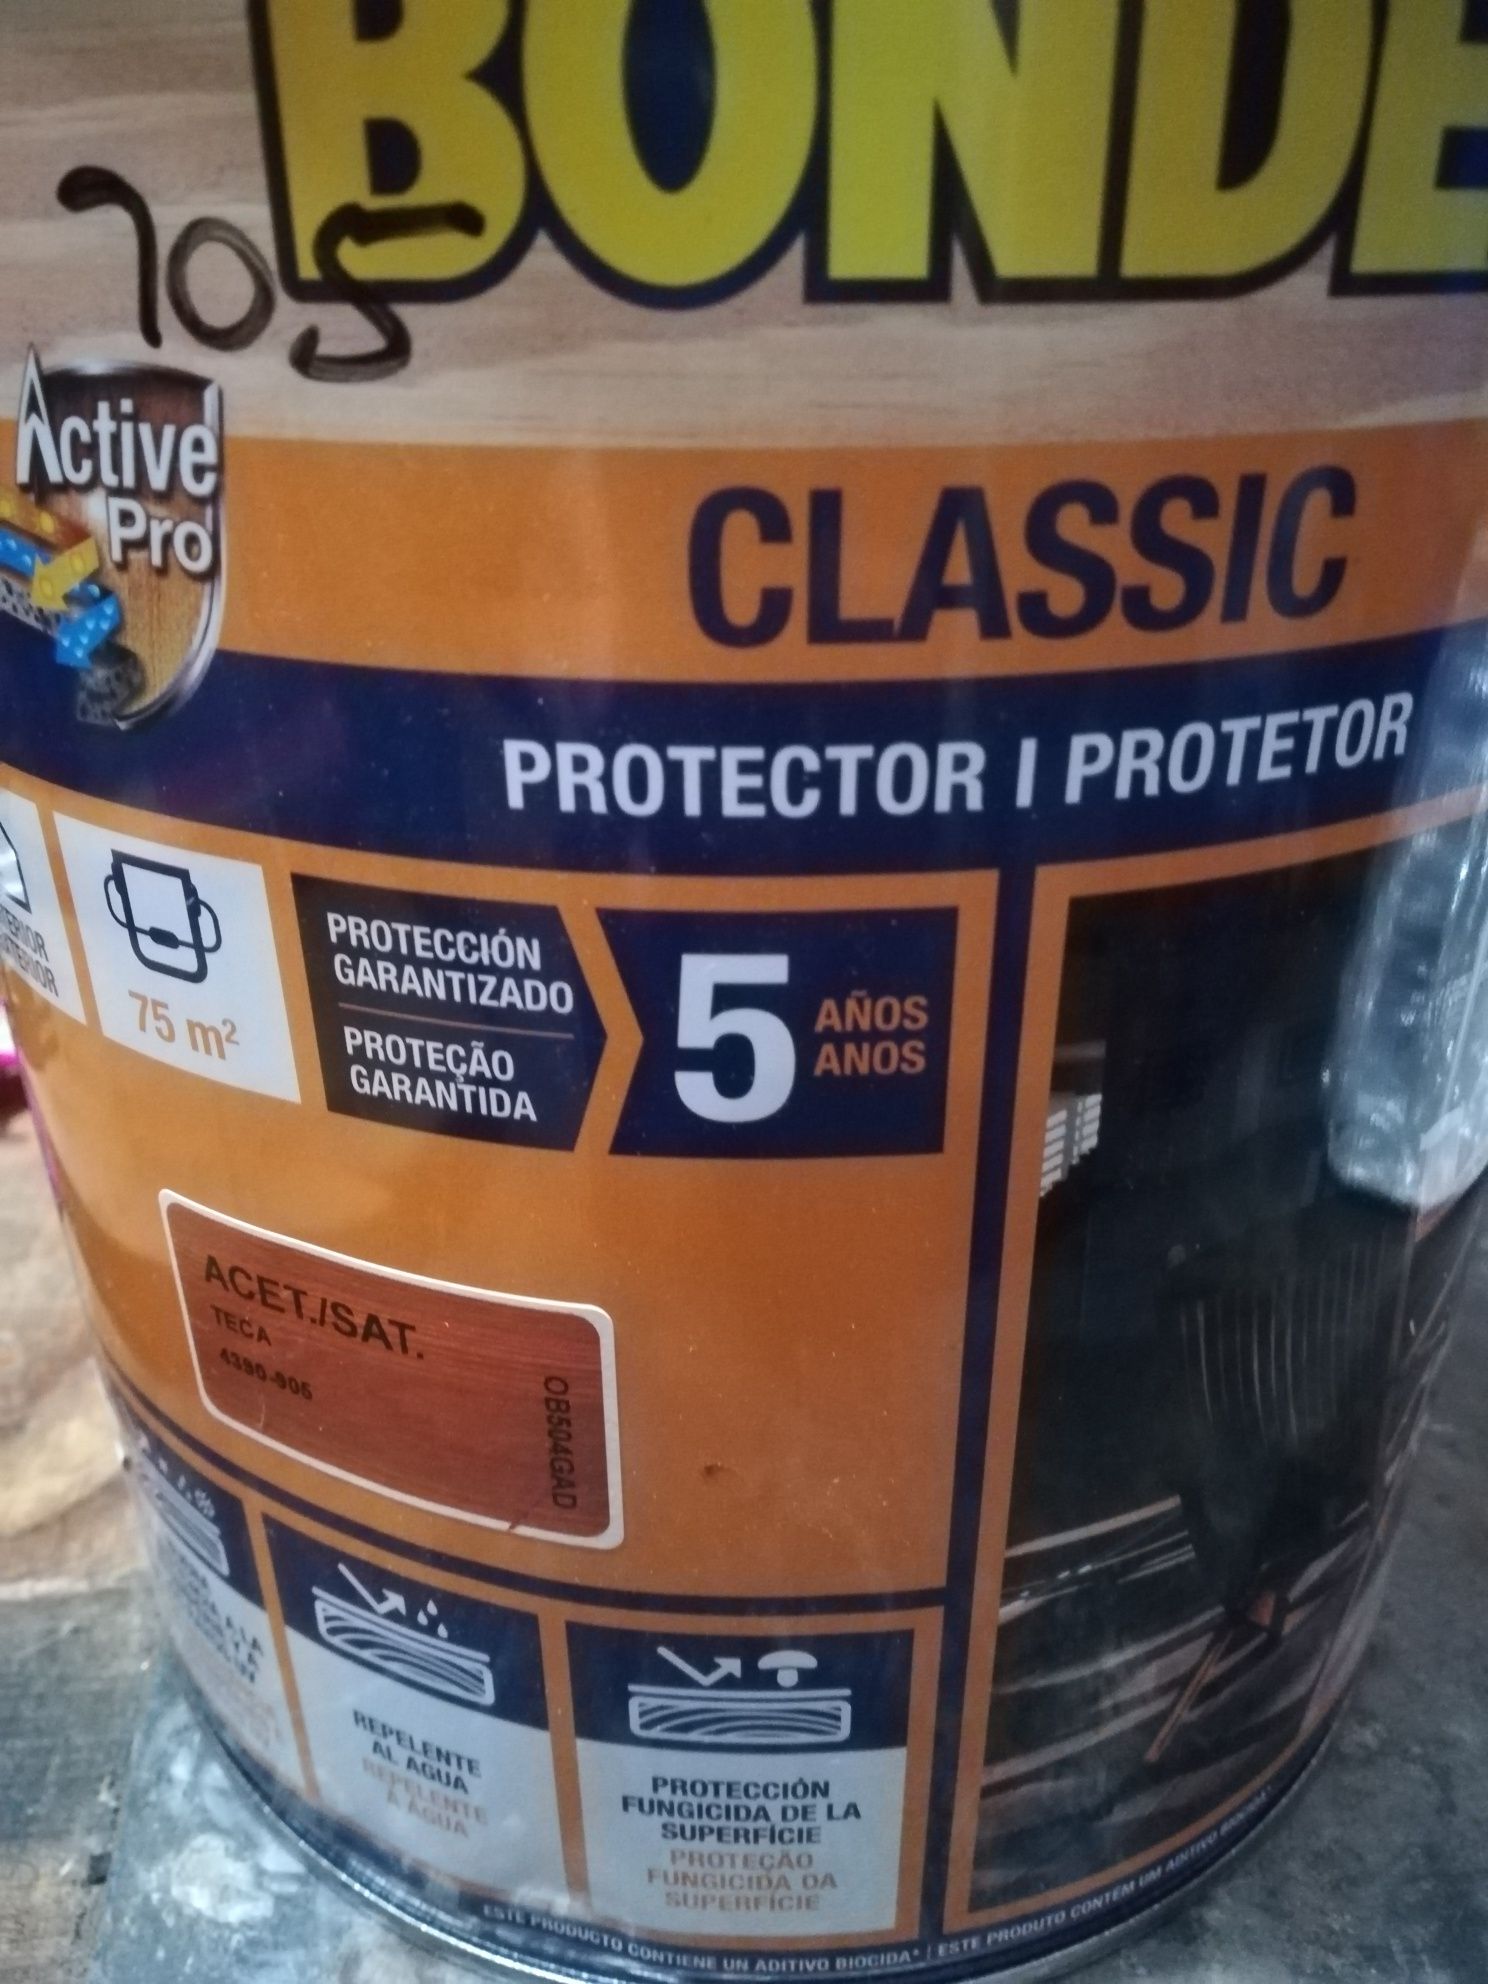 BONDE
705
Active
Pro
CLASSIC
PROTECTOR | PROTETOR
75 m²
PROTECCIÓN
GARANTIZADO
PROTEÇÃO
GARANTIDA
5 AÑOS
ANOS
ACET./SAT.
TECA
4390-905
OB504GAD
REPELENTE
AL AGUA
REPELENTE
A ÁGUA
PROTECCIÓN
FUNGICIDA DE LA
SUPERFÍCIE
PROTEÇÃO
FUNGICIDA DA
SUPERFÍCIE
ESTE PRODUCTO CONTIENE UN ADITIVO BIOCIDA* | ESTE PRODUTO CONTÉM UM ADITIVO BIOCIDA*